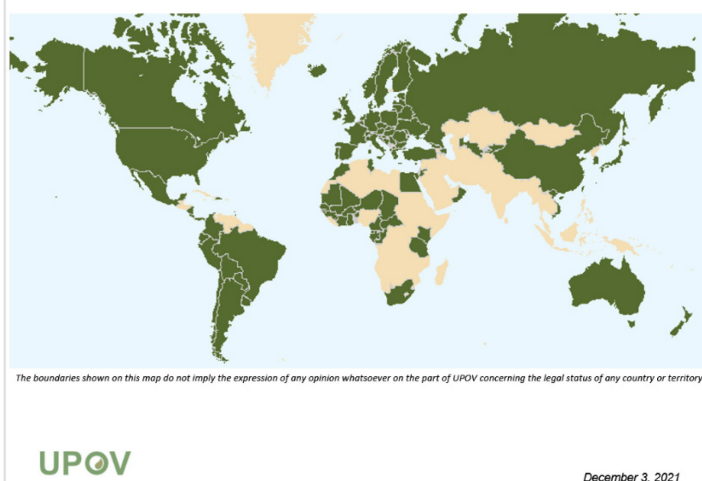 The boundaries shown on this map do not imply the expression of any opinion whatsoever on the part of UPOV concerning the legal status of any country or territory
UPOV
December 3, 2021